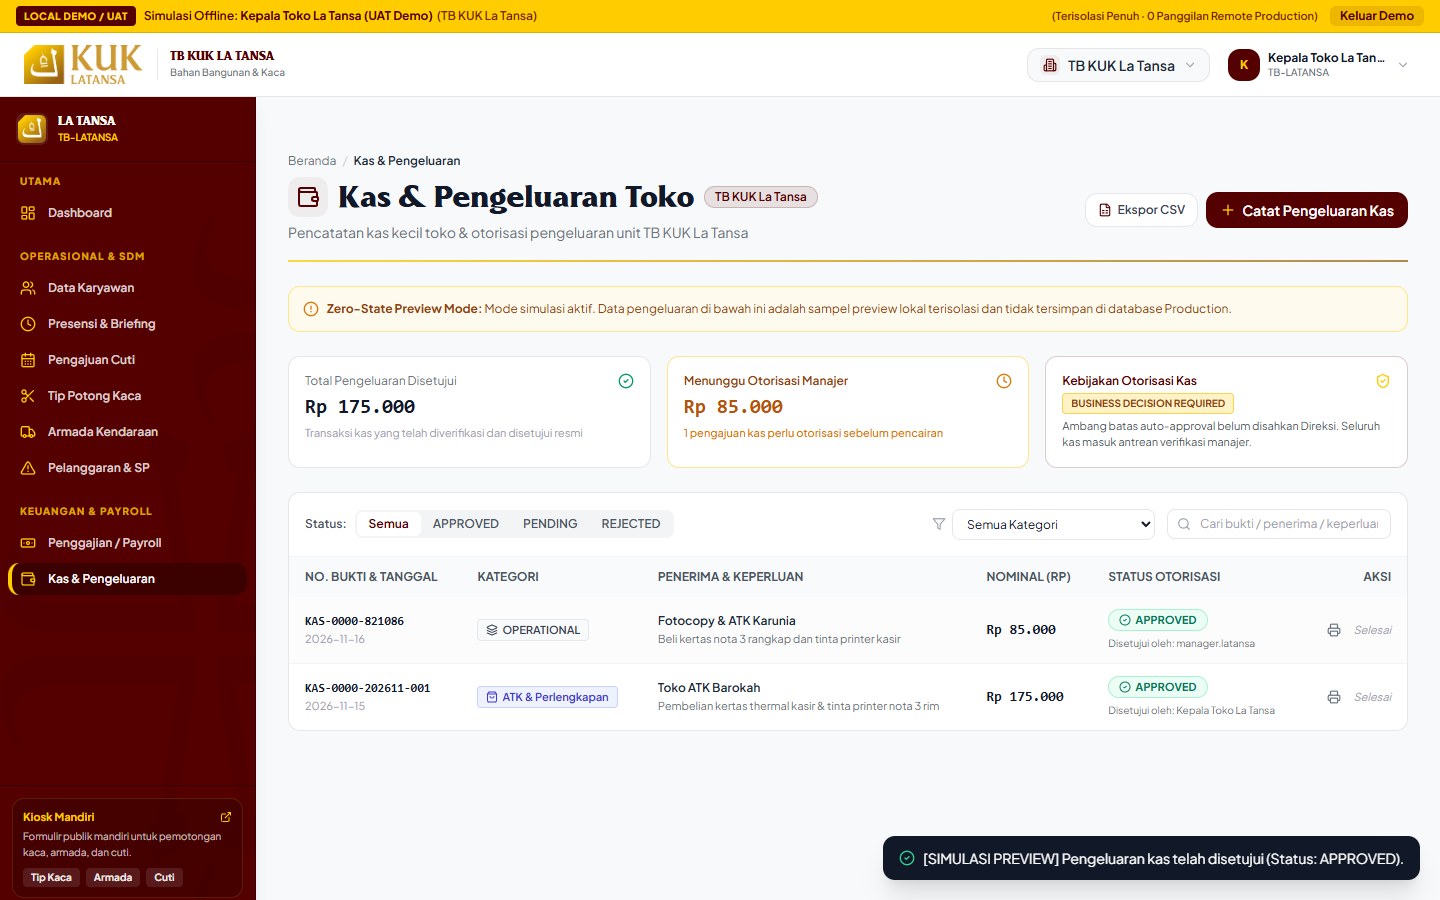 LOCAL DEMO / UAT Simulasi Offline: Kepala Toko La Tansa (UAT Demo) (TB KUK La Tansa) (Terisolasi Penuh · 0 Panggilan Remote Production) Keluar Demo
KUK
LATANSA
TB KUK LA TANSA
Bahan Bangunan & Kaca
TB KUK La Tansa
K
Kepala Toko La Tan...
TB-LATANSA
LA TANSA
TB-LATANSA
UTAMA
Dashboard
OPERASIONAL & SDM
Data Karyawan
Presensi & Briefing
Pengajuan Cuti
Tip Potong Kaca
Armada Kendaraan
Pelanggaran & SP
KEUANGAN & PAYROLL
Penggajian / Payroll
Kas & Pengeluaran
Kiosk Mandiri
Formulir publik mandiri untuk pemotongan
kaca, armada, dan cuti.
Tip Kaca Armada Cuti
Beranda / Kas & Pengeluaran
Kas & Pengeluaran Toko TB KUK La Tansa
Pencatatan kas kecil toko & otorisasi pengeluaran unit TB KUK La Tansa
Ekspor CSV
Catat Pengeluaran Kas
Zero-State Preview Mode: Mode simulasi aktif. Data pengeluaran di bawah ini adalah sampel preview lokal terisolasi dan tidak tersimpan di database Production.
Total Pengeluaran Disetujui
Rp 175.000
Transaksi kas yang telah diverifikasi dan disetujui resmi
Menunggu Otorisasi Manajer
Rp 85.000
1 pengajuan kas perlu otorisasi sebelum pencairan
Kebijakan Otorisasi Kas
BUSINESS DECISION REQUIRED
Ambang batas auto-approval belum disahkan Direksi. Seluruh
kas masuk antrean verifikasi manajer.
Status: Semua APPROVED PENDING REJECTED
Semua Kategori
Cari bukti / penerima / keperlua
NO. BUKTI & TANGGAL KATEGORI PENERIMA & KEPERLUAN NOMINAL (RP) STATUS OTORISASI AKSI
KAS-0000-821086
2026-11-16
OPERATIONAL
Fotocopy & ATK Karunia
Beli kertas nota 3 rangkap dan tinta printer kasir
Rp 85.000
APPROVED
Disetujui oleh: manager.latansa
Selesai
KAS-0000-202611-001
2026-11-15
ATK & Perlengkapan
Toko ATK Barokah
Pembelian kertas thermal kasir & tinta printer nota 3 rim
Rp 175.000
APPROVED
Disetujui oleh: Kepala Toko La Tansa
Selesai
[SIMULASI PREVIEW] Pengeluaran kas telah disetujui (Status: APPROVED).